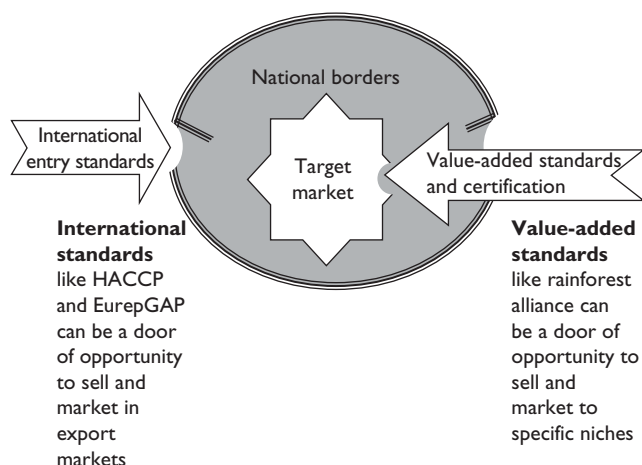 National borders
International
entry standards
Target
market
Value-added standards
and certification
International
standards
like HACCP
and EurepGAP
can be a door
of opportunity
to sell and
market in
export
markets
Value-added
standards
like rainforest
alliance can
be a door of
opportunity to
sell and
market to
specific niches